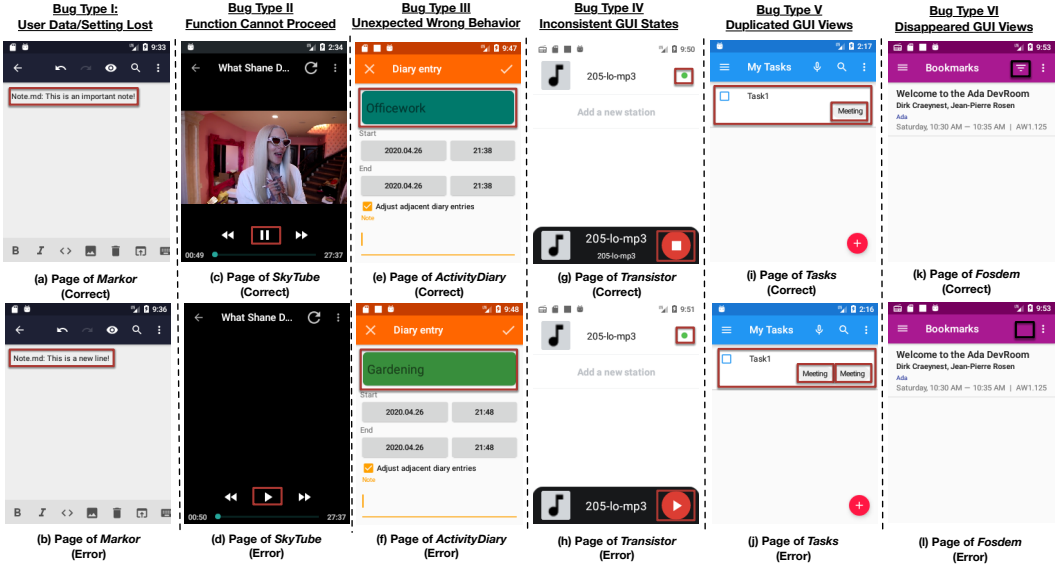 Bug Type I:
User Data/Setting Lost
Bug Type II
Function Cannot Proceed
Bug Type III
Unexpected Wrong Behavior
Bug Type IV
Inconsistent GUI States
Bug Type V
Duplicated GUI Views
Bug Type VI
Disappeared GUI Views
9:33
Note.md: This is an important note!
B I <>
(a) Page of Markor
(Correct)
2:34
What Shane D...
00:49
27:37
(c) Page of SkyTube
(Correct)
9:47
Diary entry
Officework
Start
2020.04.26 21:38
End
2020.04.26 21:38
Adjust adjacent diary entries
Note
(e) Page of ActivityDiary
(Correct)
9:50
205-lo-mp3
Add a new station
205-lo-mp3
205-lo-mp3
(g) Page of Transistor
(Correct)
2:17
My Tasks
Task1
Meeting
(i) Page of Tasks
(Correct)
9:53
Bookmarks
Welcome to the Ada DevRoom
Dirk Craeynest, Jean-Pierre Rosen
Ada
Saturday, 10:30 AM — 10:35 AM | AW1.125
(k) Page of Fosdem
(Correct)
9:36
Note.md: This is a new line!
B I <>
(b) Page of Markor
(Error)
What Shane D...
00:50
27:37
(d) Page of SkyTube
(Error)
9:48
Diary entry
Gardening
Start
2020.04.26 21:48
End
2020.04.26 21:48
Adjust adjacent diary entries
Note
(f) Page of ActivityDiary
(Error)
9:51
205-lo-mp3
Add a new station
205-lo-mp3
(h) Page of Transistor
(Error)
2:16
My Tasks
Task1
Meeting Meeting
(j) Page of Tasks
(Error)
9:53
Bookmarks
Welcome to the Ada DevRoom
Dirk Craeynest, Jean-Pierre Rosen
Ada
Saturday, 10:30 AM — 10:35 AM | AW1.125
(l) Page of Fosdem
(Error)